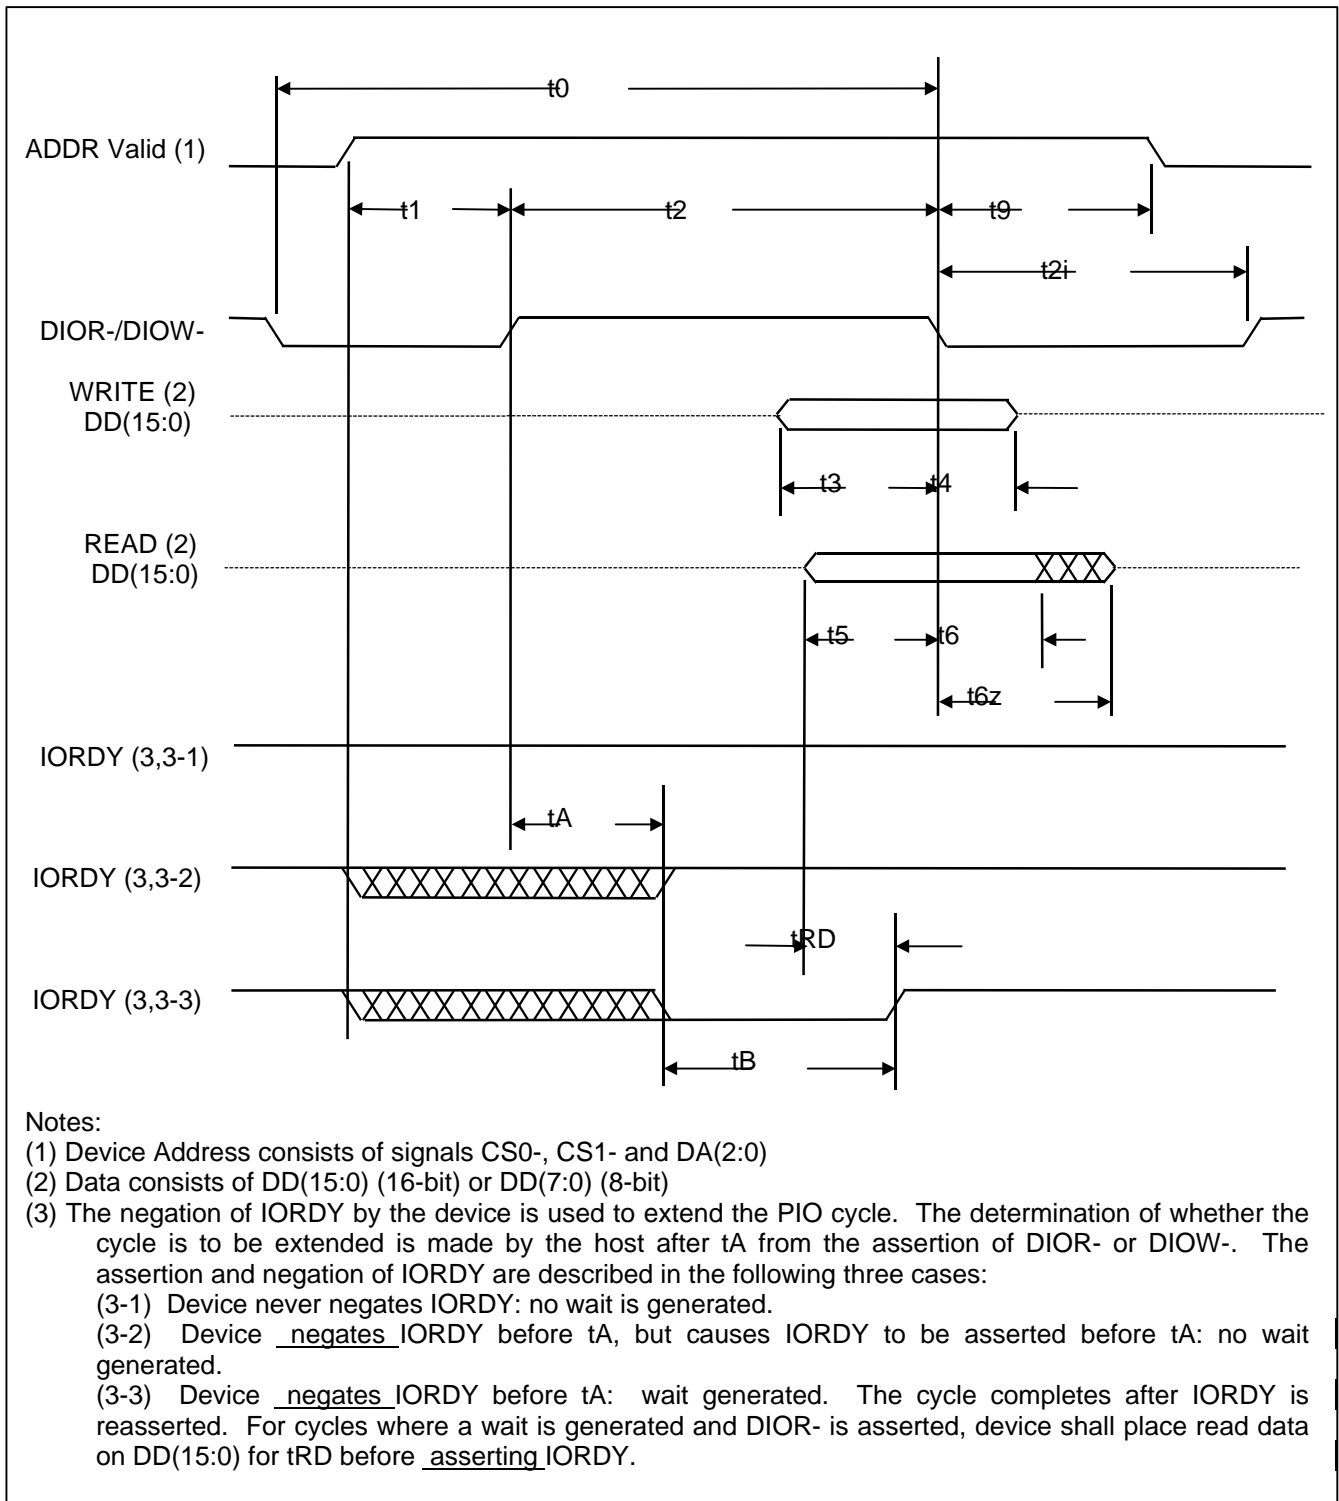 t0
ADDR Valid (1)
t1 t2 t9
t2i
DIOR-/DIOW-
WRITE (2)
DD(15:0)
t3 t4
READ (2)
DD(15:0)
t5 t6
t6z
IORDY (3,3-1)
tA
IORDY (3,3-2)
tRD
IORDY (3,3-3)
tB
Notes:
(1) Device Address consists of signals CS0-, CS1- and DA(2:0)
(2) Data consists of DD(15:0) (16-bit) or DD(7:0) (8-bit)
(3) The negation of IORDY by the device is used to extend the PIO cycle. The determination of whether the
cycle is to be extended is made by the host after tA from the assertion of DIOR- or DIOW-. The
assertion and negation of IORDY are described in the following three cases:
(3-1) Device never negates IORDY: no wait is generated.
(3-2) Device negates IORDY before tA, but causes IORDY to be asserted before tA: no wait
generated.
(3-3) Device negates IORDY before tA: wait generated. The cycle completes after IORDY is
reasserted. For cycles where a wait is generated and DIOR- is asserted, device shall place read data
on DD(15:0) for tRD before asserting IORDY.